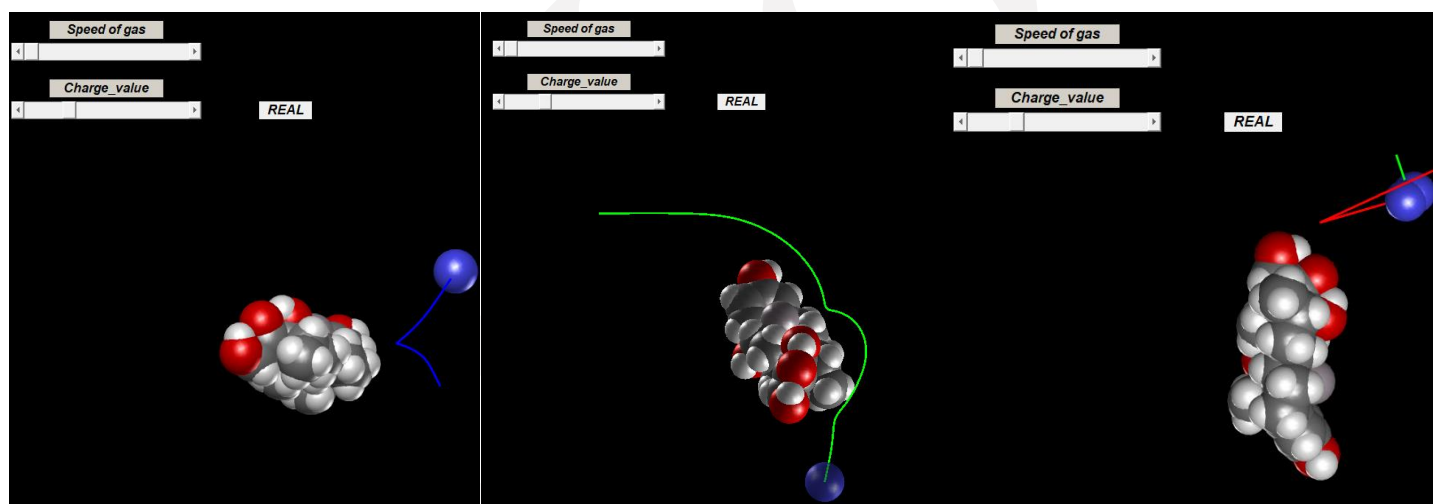 Speed of gas
Charge_value
REAL
Speed of gas
Charge_value
REAL
Speed of gas
Charge_value
REAL